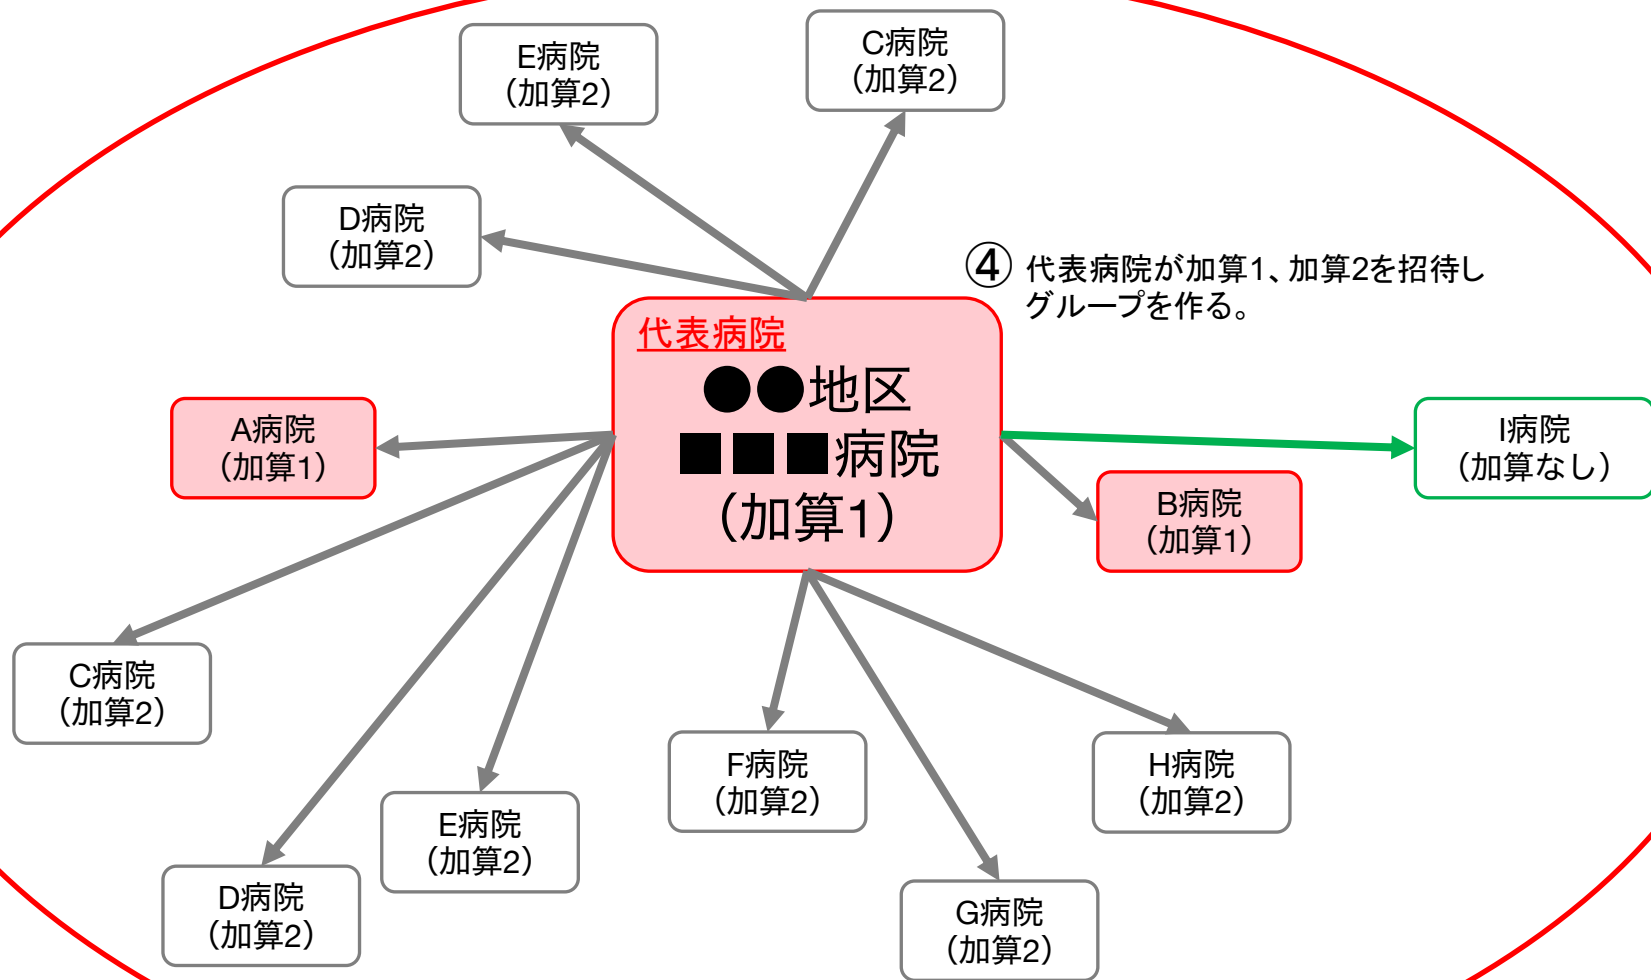 E病院
（加算2）
C病院
（加算2）
D病院
（加算2）
④ 代表病院が加算1、加算2を招待し
グループを作る。
代表病院
●●地区
■■■病院
（加算1）
A病院
（加算1）
I病院
（加算なし）
B病院
（加算1）
C病院
（加算2）
F病院
（加算2）
H病院
（加算2）
E病院
（加算2）
D病院
（加算2）
G病院
（加算2）